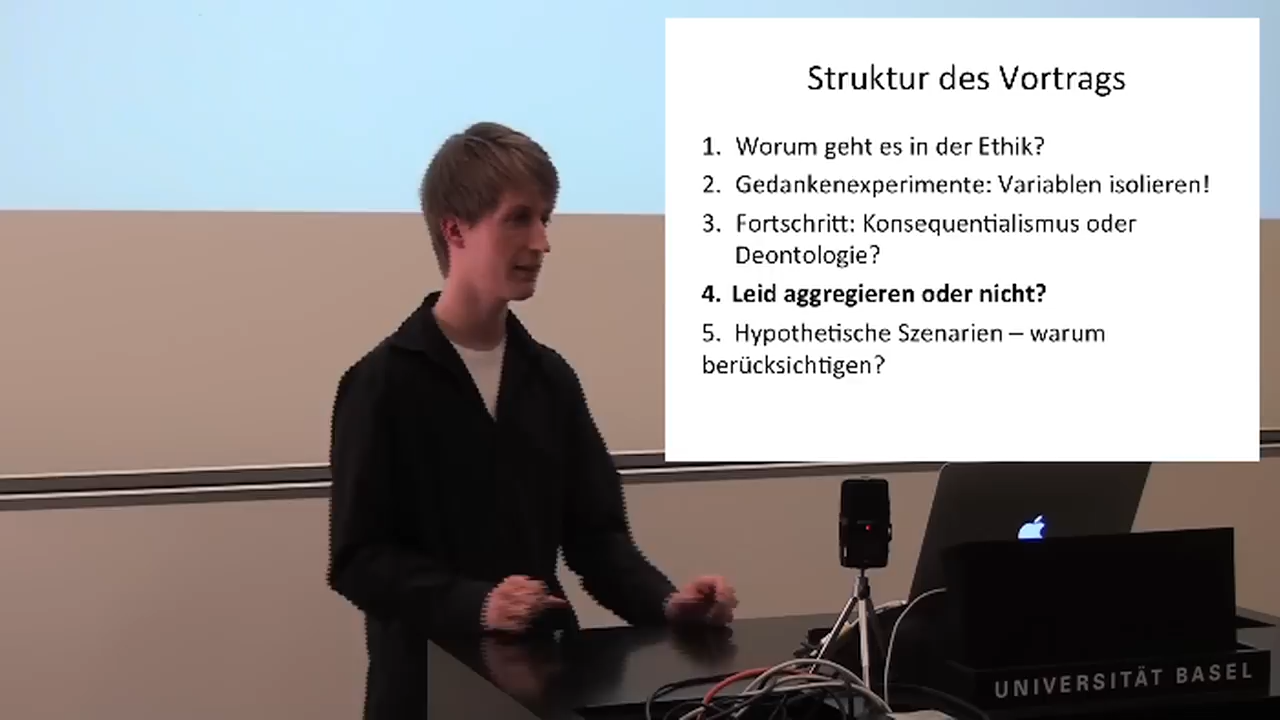 Struktur des Vortrags
1. Worum geht es in der Ethik?
2. Gedankenexperimente: Variablen isolieren!
3. Fortschritt: Konsequentialismus oder
Deontologie?
4. Leid aggregieren oder nicht?
5. Hypothetische Szenarien – warum
berücksichtigen?
UNIVERSITÄT BASEL